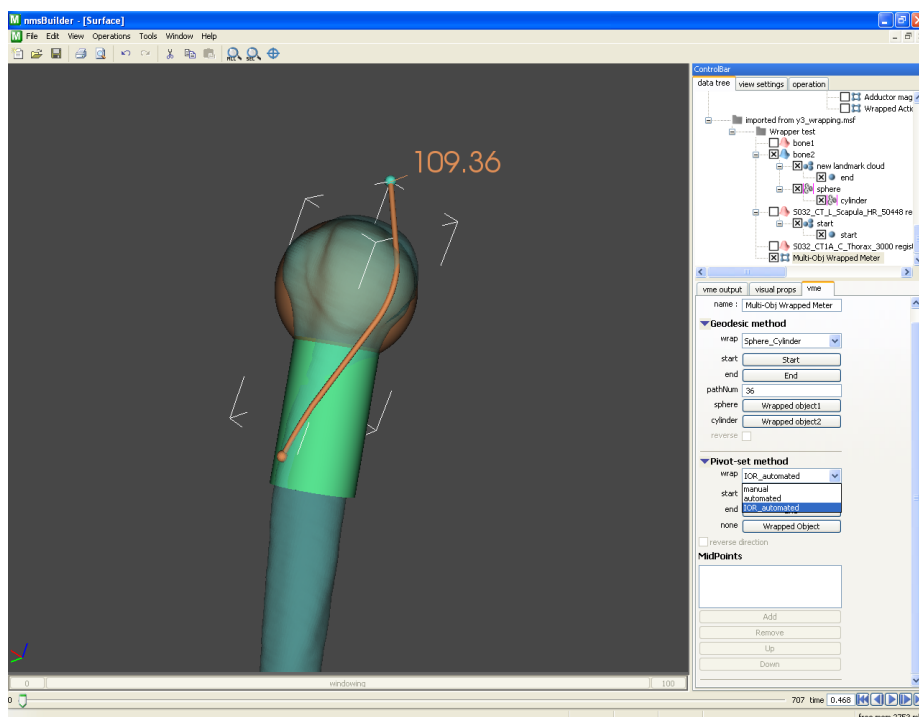 nmsBuilder - [Surface]
File Edit View Operations Tools Window Help
ALL SEL
109.36
0 windowing 100
ControlBar
data tree view settings operation
Adductor mag
Wrapped Actio
imported from y3_wrapping.msf
Wrapper test
bone1
bone2
new landmark cloud
end
sphere
cylinder
S032_CT_L_Scapula_HR_50448 re
start
start
S032_CT1A_C_Thorax_3000 regist
Multi-Obj Wrapped Meter
vme output visual props vme
name : Multi-Obj Wrapped Meter
Geodesic method
wrap Sphere_Cylinder
start Start
end End
pathNum 36
sphere Wrapped object1
cylinder Wrapped object2
reverse
Pivot-set method
wrap IOR_automated
manual
start automated
end IOR_automated
none Wrapped Object
reverse direction
MidPoints
Add
Remove
Up
Down
0 707 time 0.468